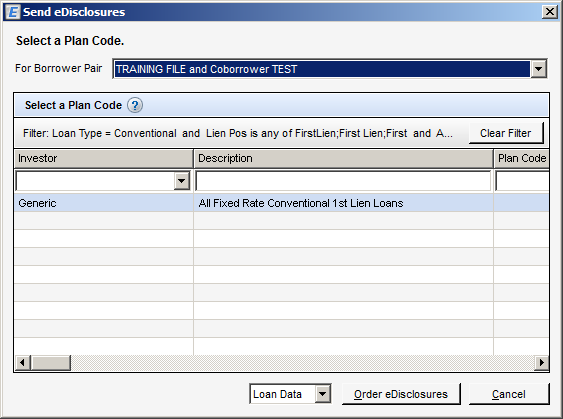 E Send eDisclosures
Select a Plan Code.
For Borrower Pair TRAINING FILE and Coborrower TEST
Select a Plan Code ?
Filter: Loan Type = Conventional and Lien Pos is any of FirstLien;First Lien;First and A... Clear Filter
Investor Description Plan Code
Generic All Fixed Rate Conventional 1st Lien Loans
Loan Data Order eDisclosures Cancel